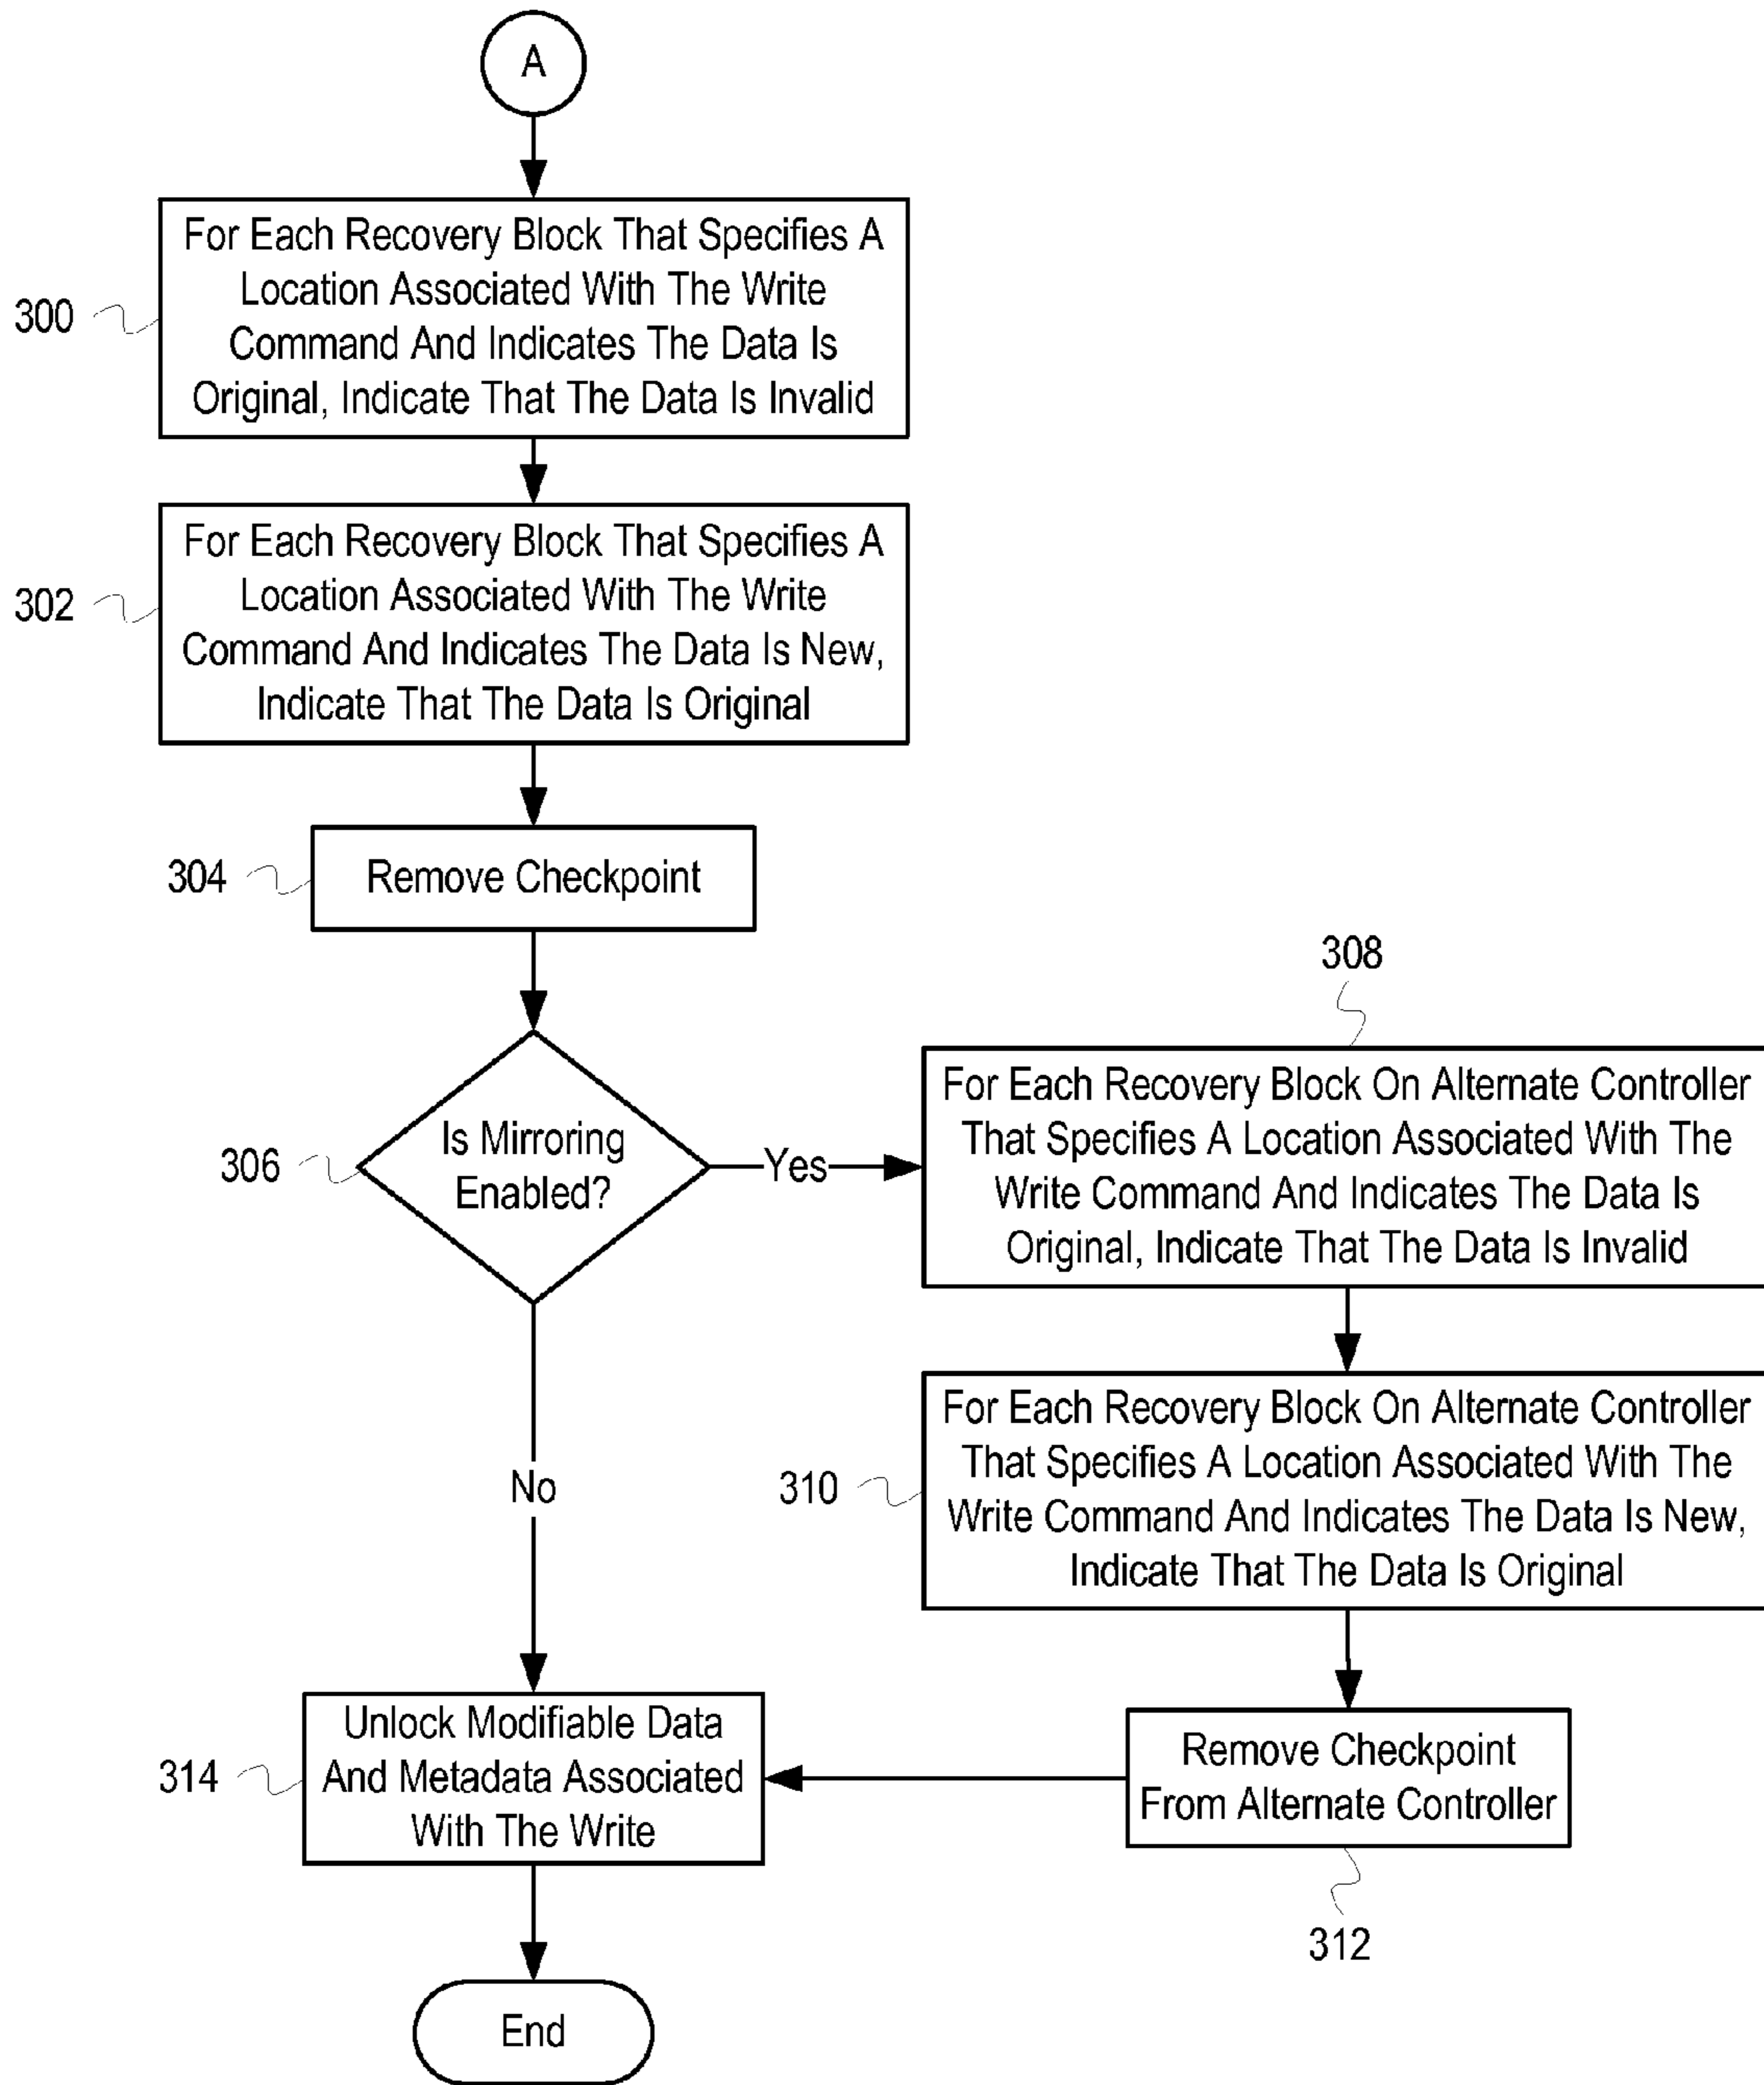 A
For Each Recovery Block That Specifies A
Location Associated With The Write
Command And Indicates The Data Is
Original, Indicate That The Data Is Invalid
300
For Each Recovery Block That Specifies A
Location Associated With The Write
Command And Indicates The Data Is New,
Indicate That The Data Is Original
302
304
Remove Checkpoint
306
Is Mirroring
Enabled?
Yes
No
308
For Each Recovery Block On Alternate Controller
That Specifies A Location Associated With The
Write Command And Indicates The Data Is
Original, Indicate That The Data Is Invalid
310
For Each Recovery Block On Alternate Controller
That Specifies A Location Associated With The
Write Command And Indicates The Data Is New,
Indicate That The Data Is Original
Remove Checkpoint
From Alternate Controller
312
314
Unlock Modifiable Data
And Metadata Associated
With The Write
End